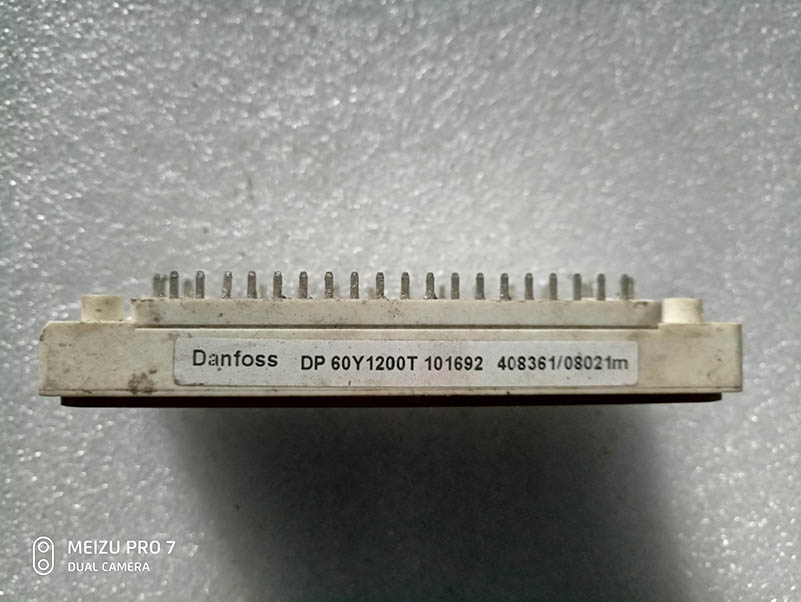 Danfoss DP 60Y1200T 101692 408361/08021m
MEIZU PRO 7
DUAL CAMERA